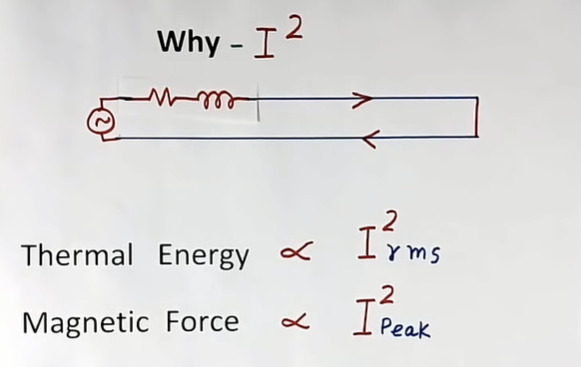 Why - I²
~
Thermal Energy ∝ I²rms
Magnetic Force ∝ I²Peak